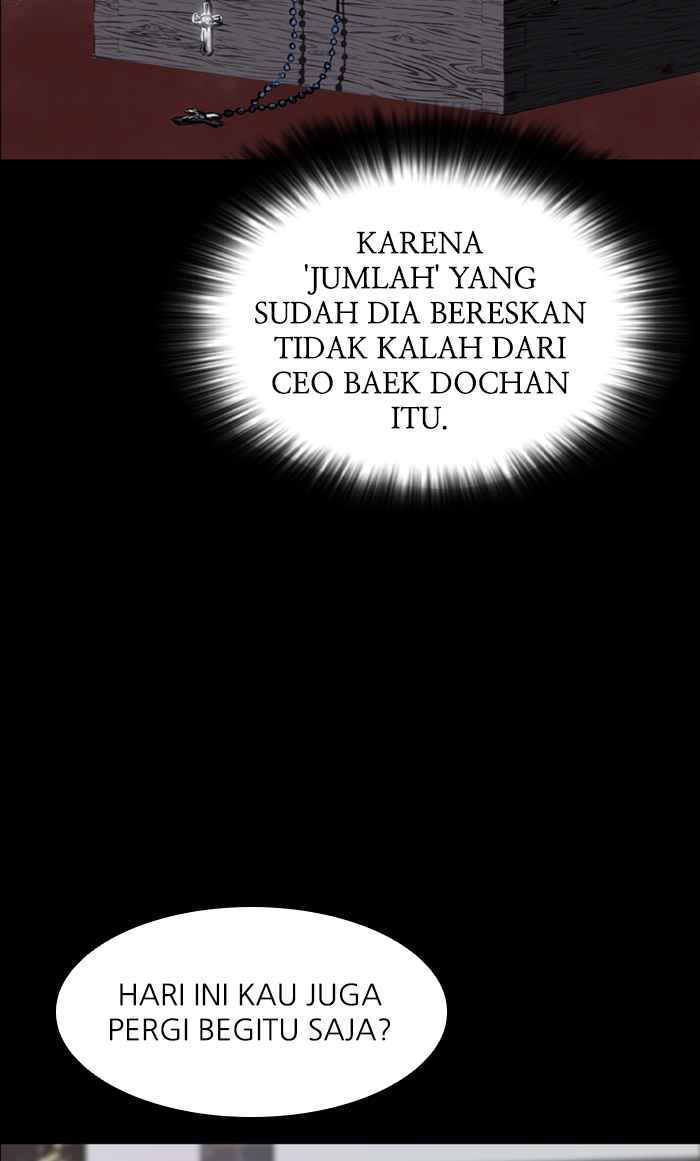 KARENA
'JUMLAH' YANG
SUDAH DIA BERESKAN
TIDAK KALAH DARI
CEO BAEK DOCHAN
ITU.
HARI INI KAU JUGA
PERGI BEGITU SAJA?